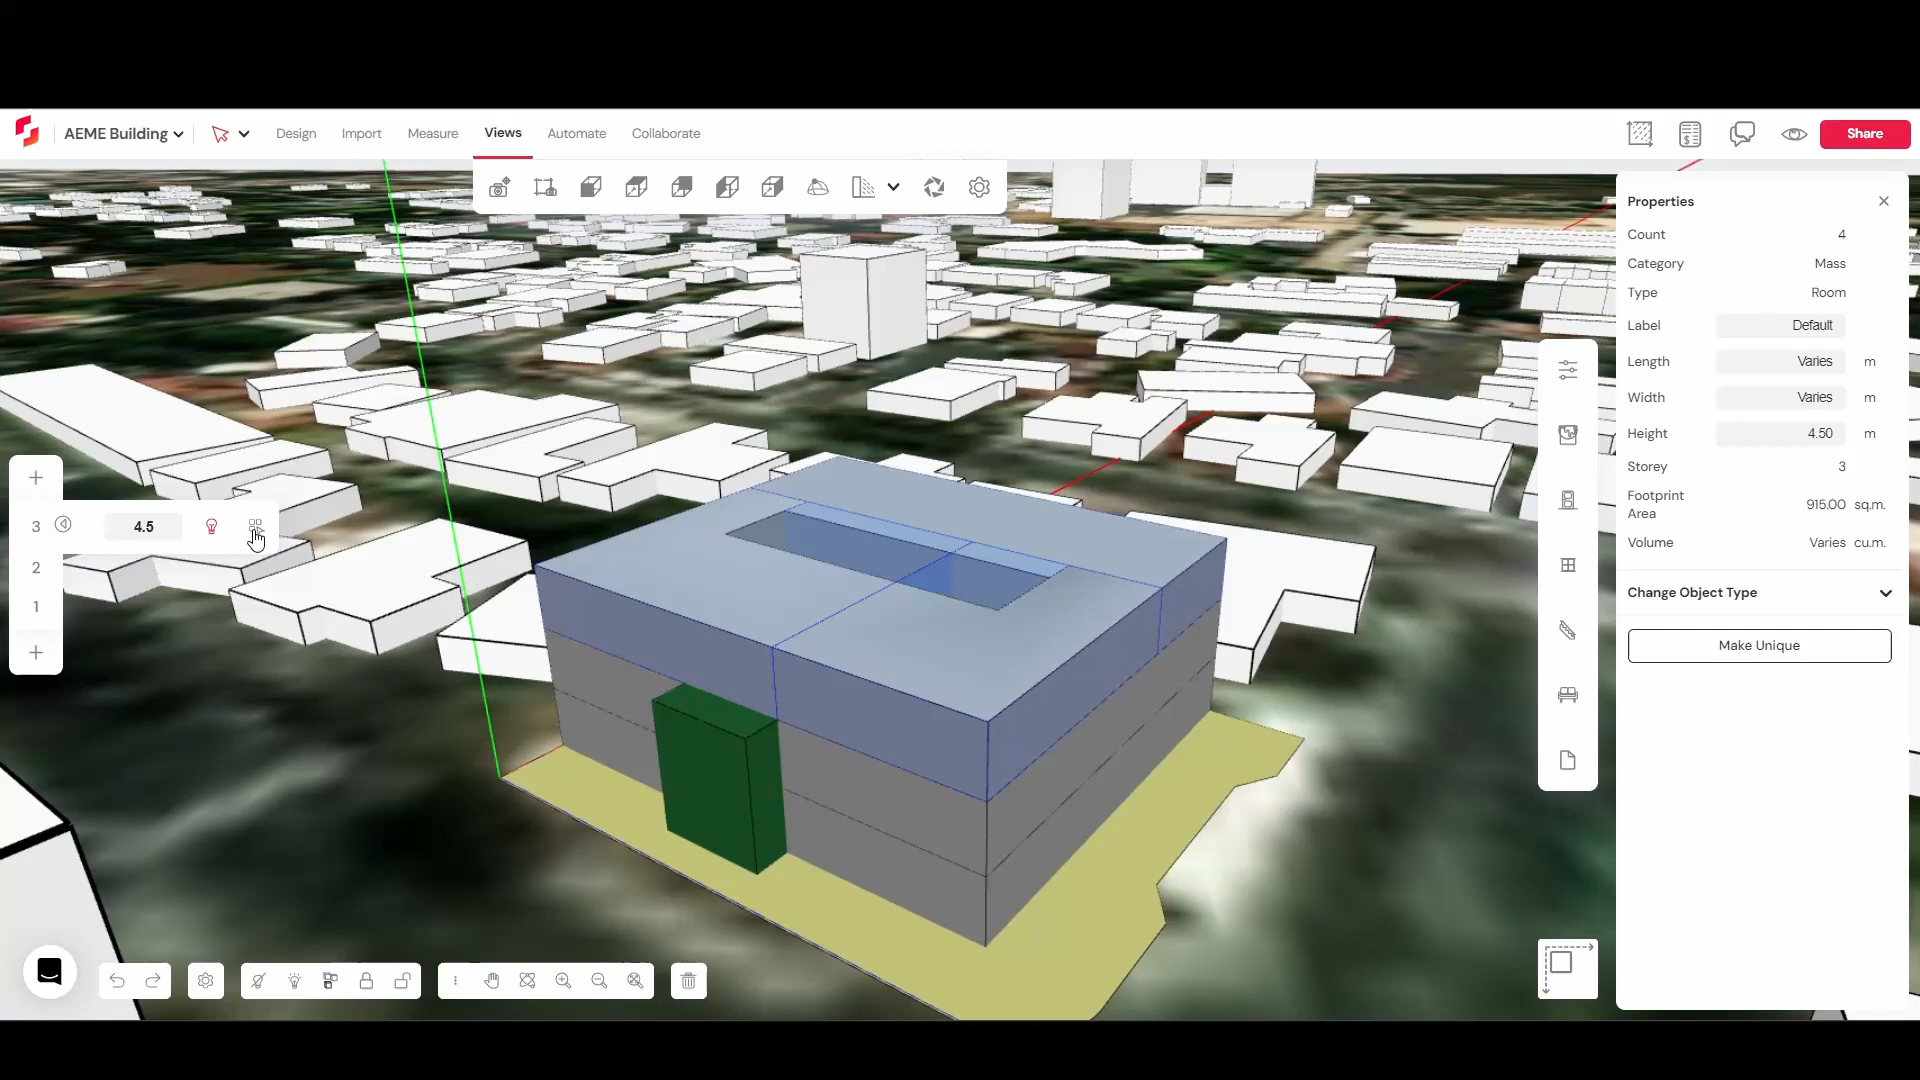 AEME Building
Design
Import
Measure
Views
Automate
Collaborate
Share
Properties
Count 4
Category Mass
Type Room
Label Default
Length Varies m
Width Varies m
Height 4.50 m
Storey 3
Footprint
Area 915.00 sq.m.
Volume Varies cu.m.
Change Object Type
Make Unique
3 4.5
2
1